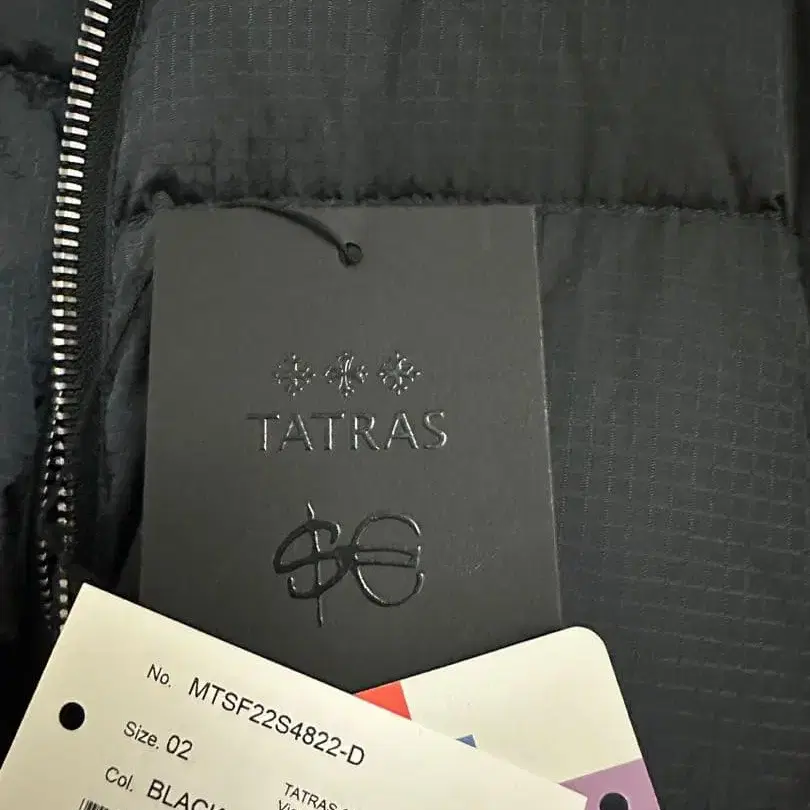 TATRAS
No. MTSF22S4822-D
Size. 02
Col. BLACK
TATRAS